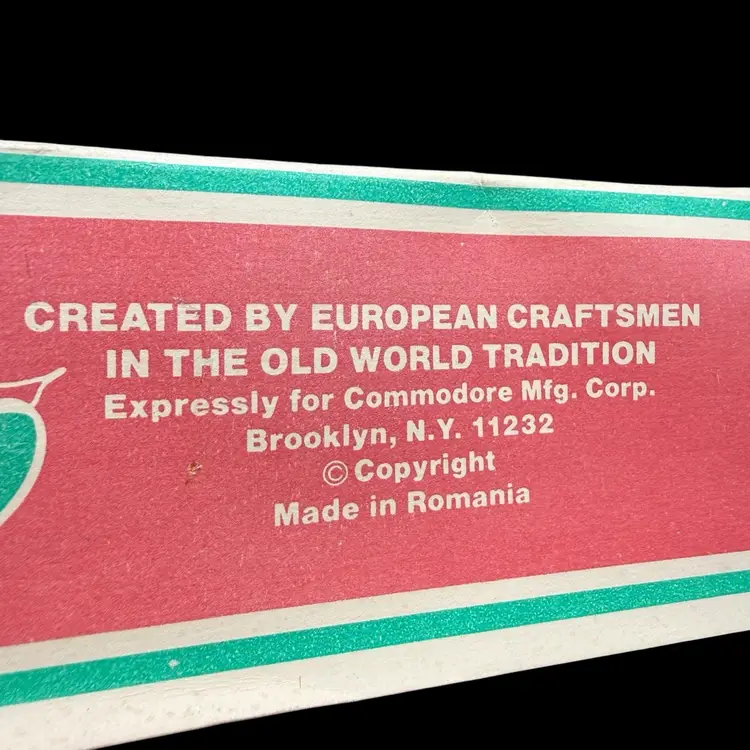 CREATED BY EUROPEAN CRAFTSMEN
IN THE OLD WORLD TRADITION
Expressly for Commodore Mfg. Corp.
Brooklyn, N.Y. 11232
© Copyright
Made in Romania